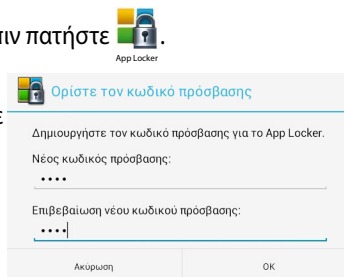 πατήστε .
App Locker
ε
Ορίστε τον κωδικό πρόσβασης
Δημιουργήστε τον κωδικό πρόσβασης για το App Locker.
Νέος κωδικός πρόσβασης:
••••
Επιβεβαίωση νέου κωδικού πρόσβασης:
••••
Ακύρωση OK